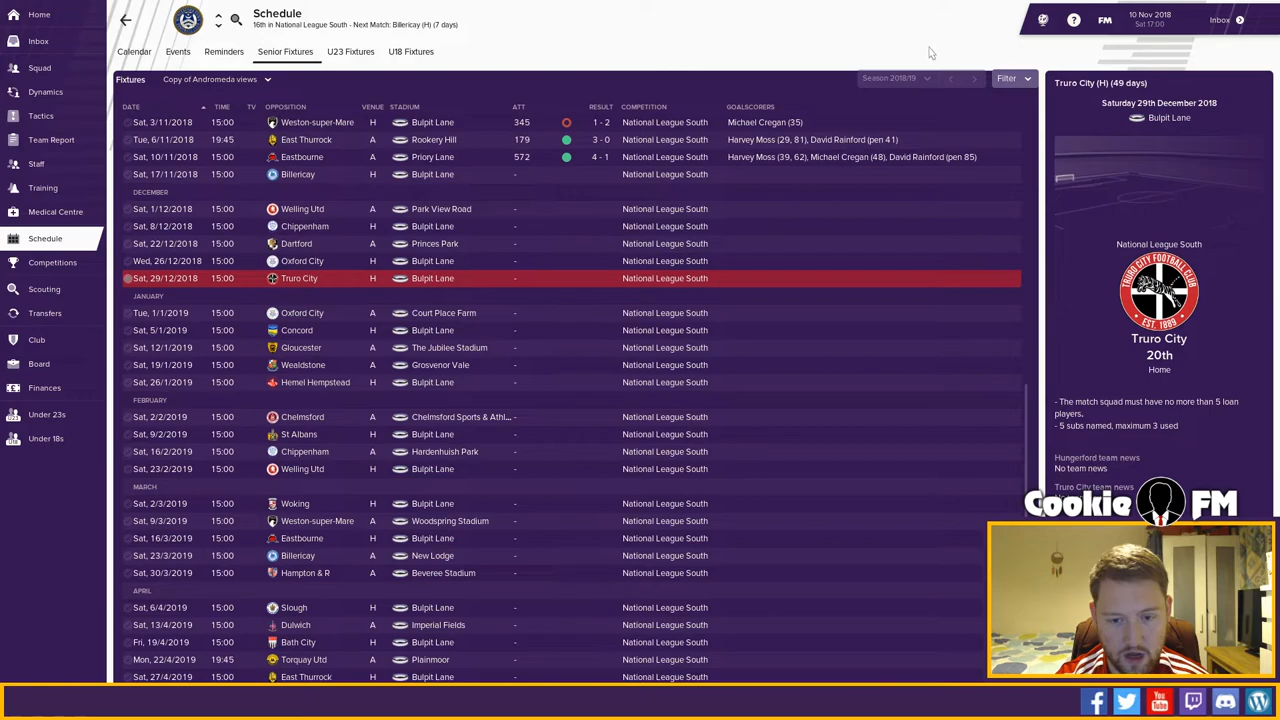 Home
Inbox
Squad
Dynamics
Tactics
Team Report
Staff
Training
Medical Centre
Schedule
Competitions
Scouting
Transfers
Club
Board
Finances
Under 23s
Under 18s
Schedule
16th in National League South - Next Match: Billericay (H) (7 days)
FM
10 Nov 2018
Sat 17:00
Inbox
Calendar Events Reminders Senior Fixtures U23 Fixtures U18 Fixtures
Fixtures Copy of Andromeda views Season 2018/19 Filter
DATE TIME TV OPPOSITION VENUE STADIUM ATT RESULT COMPETITION GOALSCORERS
Sat, 3/11/2018 15:00 Weston-super-Mare H Bulpit Lane 345 1 - 2 National League South Michael Cregan (35)
Tue, 6/11/2018 19:45 East Thurrock A Rookery Hill 179 3 - 0 National League South Harvey Moss (29, 81), David Rainford (pen 41)
Sat, 10/11/2018 15:00 Eastbourne A Priory Lane 572 4 - 1 National League South Harvey Moss (39, 62), Michael Cregan (48), David Rainford (pen 85)
Sat, 17/11/2018 15:00 Billericay H Bulpit Lane - National League South
DECEMBER
Sat, 1/12/2018 15:00 Welling Utd A Park View Road - National League South
Sat, 8/12/2018 15:00 Chippenham H Bulpit Lane - National League South
Sat, 22/12/2018 15:00 Dartford A Princes Park - National League South
Wed, 26/12/2018 15:00 Oxford City H Bulpit Lane - National League South
Sat, 29/12/2018 15:00 Truro City H Bulpit Lane - National League South
JANUARY
Tue, 1/1/2019 15:00 Oxford City A Court Place Farm - National League South
Sat, 5/1/2019 15:00 Concord H Bulpit Lane - National League South
Sat, 12/1/2019 15:00 Gloucester A The Jubilee Stadium - National League South
Sat, 19/1/2019 15:00 Wealdstone A Grosvenor Vale - National League South
Sat, 26/1/2019 15:00 Hemel Hempstead H Bulpit Lane - National League South
FEBRUARY
Sat, 2/2/2019 15:00 Chelmsford A Chelmsford Sports & Athl... - National League South
Sat, 9/2/2019 15:00 St Albans H Bulpit Lane - National League South
Sat, 16/2/2019 15:00 Chippenham A Hardenhuish Park - National League South
Sat, 23/2/2019 15:00 Welling Utd H Bulpit Lane - National League South
MARCH
Sat, 2/3/2019 15:00 Woking H Bulpit Lane - National League South
Sat, 9/3/2019 15:00 Weston-super-Mare A Woodspring Stadium - National League South
Sat, 16/3/2019 15:00 Eastbourne H Bulpit Lane - National League South
Sat, 23/3/2019 15:00 Billericay A New Lodge - National League South
Sat, 30/3/2019 15:00 Hampton & R A Beveree Stadium - National League South
APRIL
Sat, 6/4/2019 15:00 Slough H Bulpit Lane - National League South
Sat, 13/4/2019 15:00 Dulwich A Imperial Fields - National League South
Fri, 19/4/2019 15:00 Bath City H Bulpit Lane - National League South
Mon, 22/4/2019 19:45 Torquay Utd A Plainmoor - National League South
Sat, 27/4/2019 15:00 East Thurrock H Bulpit Lane - National League South
Truro City (H) (49 days)
Saturday 29th December 2018
Bulpit Lane
National League South
TRURO CITY FOOTBALL CLUB
EST. 1889
Truro City
20th
Home
- The match squad must have no more than 5 loan
players.
- 5 subs named, maximum 3 used
Hungerford team news
No team news
Truro City team news
Cookie FM